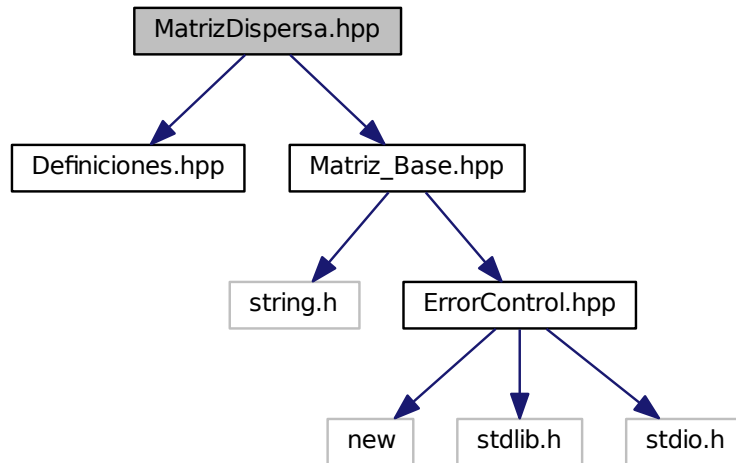 MatrizDispersa.hpp
Definiciones.hpp
Matriz_Base.hpp
string.h
ErrorControl.hpp
new
stdlib.h
stdio.h